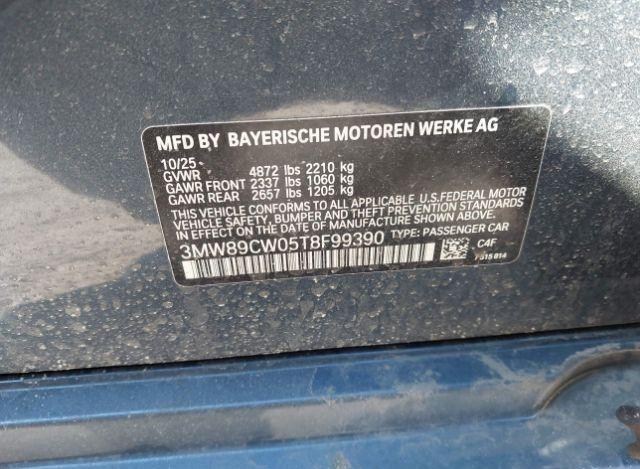 MFD BY BAYERISCHE MOTOREN WERKE AG
10/25
GVWR 4872 lbs 2210 kg
GAWR FRONT 2337 lbs 1060 kg
GAWR REAR 2657 lbs 1205 kg
THIS VEHICLE CONFORMS TO ALL APPLICABLE U.S.FEDERAL MOTOR
VEHICLE SAFETY, BUMPER AND THEFT PREVENTION STANDARDS
IN EFFECT ON THE DATE OF MANUFACTURE SHOWN ABOVE.
3MW89CW05T8F99390 TYPE: PASSENGER CAR
C4F